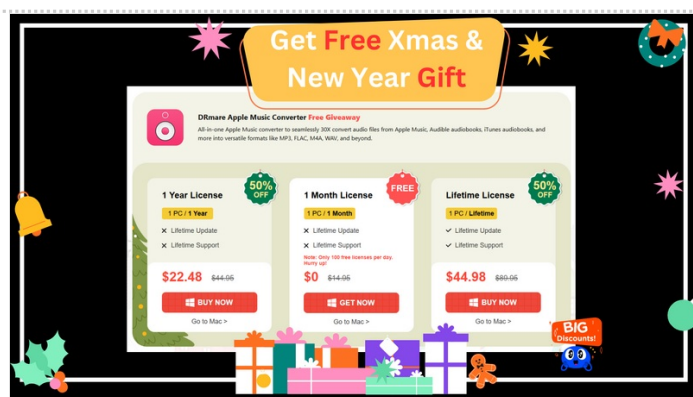 Get Free Xmas &
New Year Gift
DRmare Apple Music Converter Free Giveaway
All-in-one Apple Music converter to seamlessly 30X convert audio files from Apple Music, Audible audiobooks, iTunes audiobooks, and
more into versatile formats like MP3, FLAC, M4A, WAV, and beyond.
1 Year License
50%
OFF
1 PC / 1 Year
Lifetime Update
Lifetime Support
$22.48 $44.95
BUY NOW
Go to Mac >
1 Month License
FREE
1 PC / 1 Month
Lifetime Update
Lifetime Support
Note: Only 100 free licenses per day.
Hurry up!
$0 $14.95
GET NOW
Go to Mac >
Lifetime License
50%
OFF
1 PC / Lifetime
Lifetime Update
Lifetime Support
$44.98 $89.95
BUY NOW
Go to Mac >
BIG
Discounts!